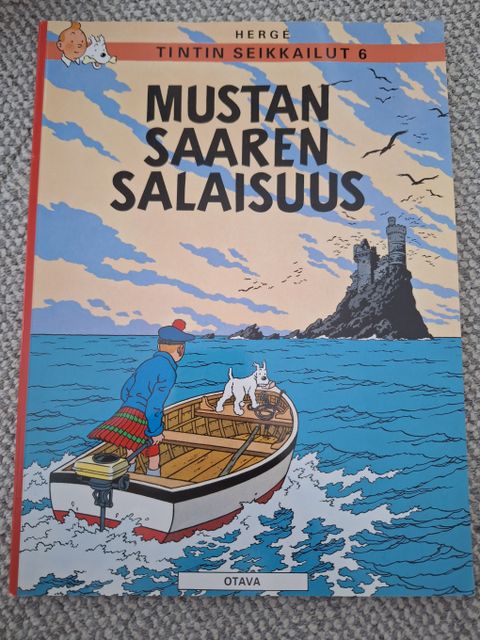 HERGÉ
TINTIN SEIKKAILUT 6
MUSTAN
SAAREN
SALAISUUS
OTAVA